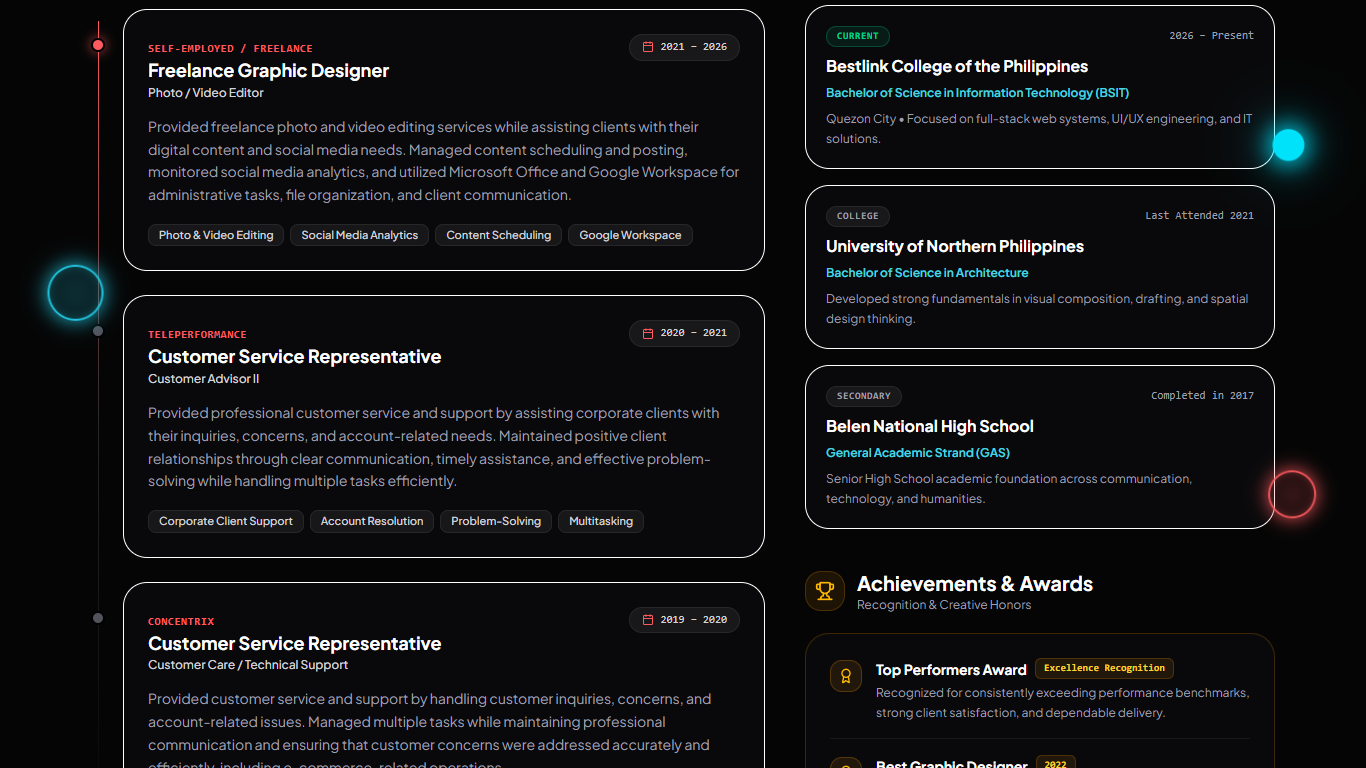 SELF-EMPLOYED / FREELANCE
2021 – 2026
Freelance Graphic Designer
Photo / Video Editor
Provided freelance photo and video editing services while assisting clients with their
digital content and social media needs. Managed content scheduling and posting,
monitored social media analytics, and utilized Microsoft Office and Google Workspace for
administrative tasks, file organization, and client communication.
Photo & Video Editing
Social Media Analytics
Content Scheduling
Google Workspace
TELEPERFORMANCE
2020 – 2021
Customer Service Representative
Customer Advisor II
Provided professional customer service and support by assisting corporate clients with
their inquiries, concerns, and account-related needs. Maintained positive client
relationships through clear communication, timely assistance, and effective problem-
solving while handling multiple tasks efficiently.
Corporate Client Support
Account Resolution
Problem-Solving
Multitasking
CONCENTRIX
2019 – 2020
Customer Service Representative
Customer Care / Technical Support
Provided customer service and support by handling customer inquiries, concerns, and
account-related issues. Managed multiple tasks while maintaining professional
communication and ensuring that customer concerns were addressed accurately and
efficiently, including e-commerce-related operations.
CURRENT
2026 – Present
Bestlink College of the Philippines
Bachelor of Science in Information Technology (BSIT)
Quezon City • Focused on full-stack web systems, UI/UX engineering, and IT
solutions.
COLLEGE
Last Attended 2021
University of Northern Philippines
Bachelor of Science in Architecture
Developed strong fundamentals in visual composition, drafting, and spatial
design thinking.
SECONDARY
Completed in 2017
Belen National High School
General Academic Strand (GAS)
Senior High School academic foundation across communication,
technology, and humanities.
Achievements & Awards
Recognition & Creative Honors
Top Performers Award
Excellence Recognition
Recognized for consistently exceeding performance benchmarks,
strong client satisfaction, and dependable delivery.
Best Graphic Designer
2022